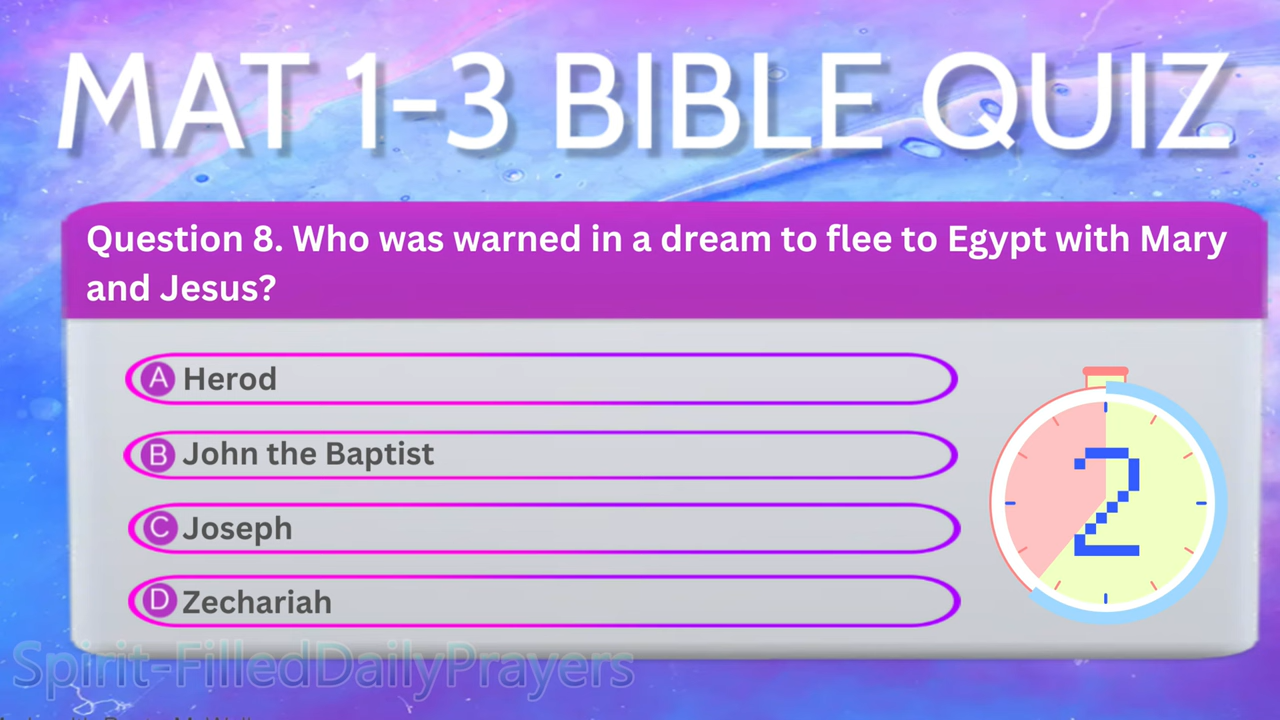 MAT 1-3 BIBLE QUIZ
Question 8. Who was warned in a dream to flee to Egypt with Mary
and Jesus?
A Herod
B John the Baptist
C Joseph
D Zechariah
2
Spirit-FilledDailyPrayers